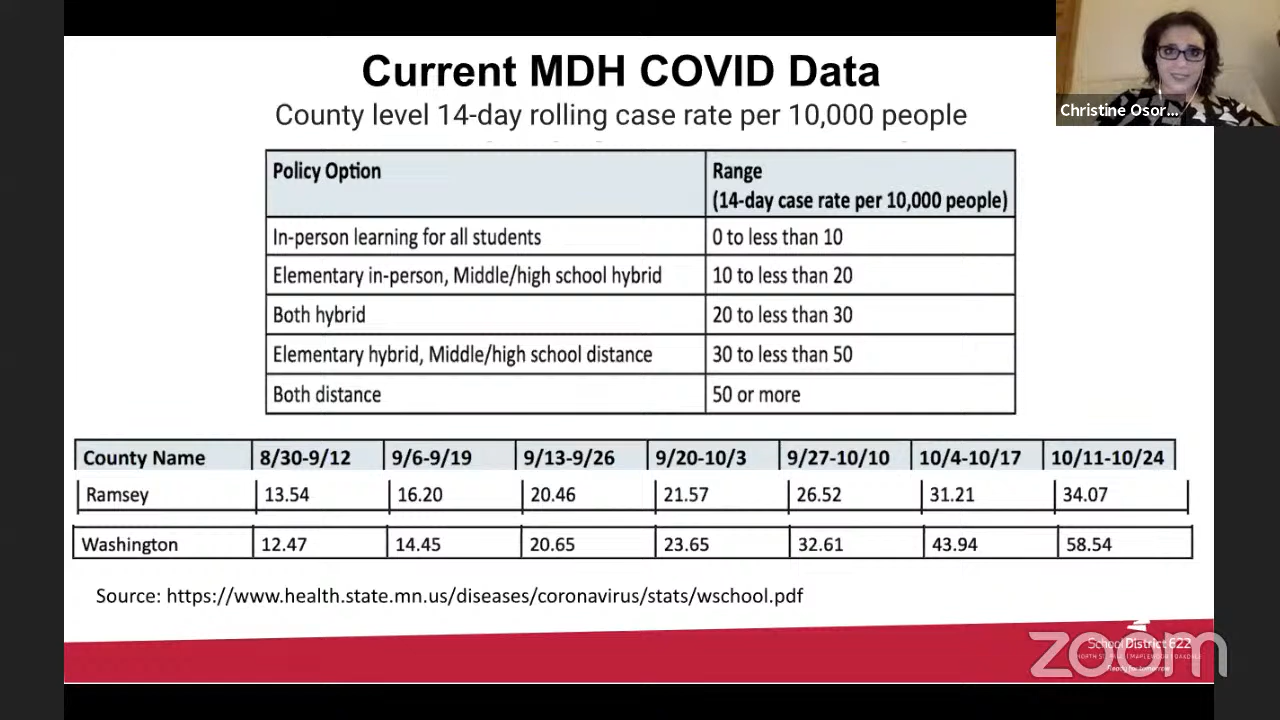 Current MDH COVID Data
County level 14-day rolling case rate per 10,000 people
Christine Osor...
Policy Option Range
(14-day case rate per 10,000 people)
In-person learning for all students 0 to less than 10
Elementary in-person, Middle/high school hybrid 10 to less than 20
Both hybrid 20 to less than 30
Elementary hybrid, Middle/high school distance 30 to less than 50
Both distance 50 or more
County Name 8/30-9/12 9/6-9/19 9/13-9/26 9/20-10/3 9/27-10/10 10/4-10/17 10/11-10/24
Ramsey 13.54 16.20 20.46 21.57 26.52 31.21 34.07
Washington 12.47 14.45 20.65 23.65 32.61 43.94 58.54
Source: https://www.health.state.mn.us/diseases/coronavirus/stats/wschool.pdf
School District 622
zoom